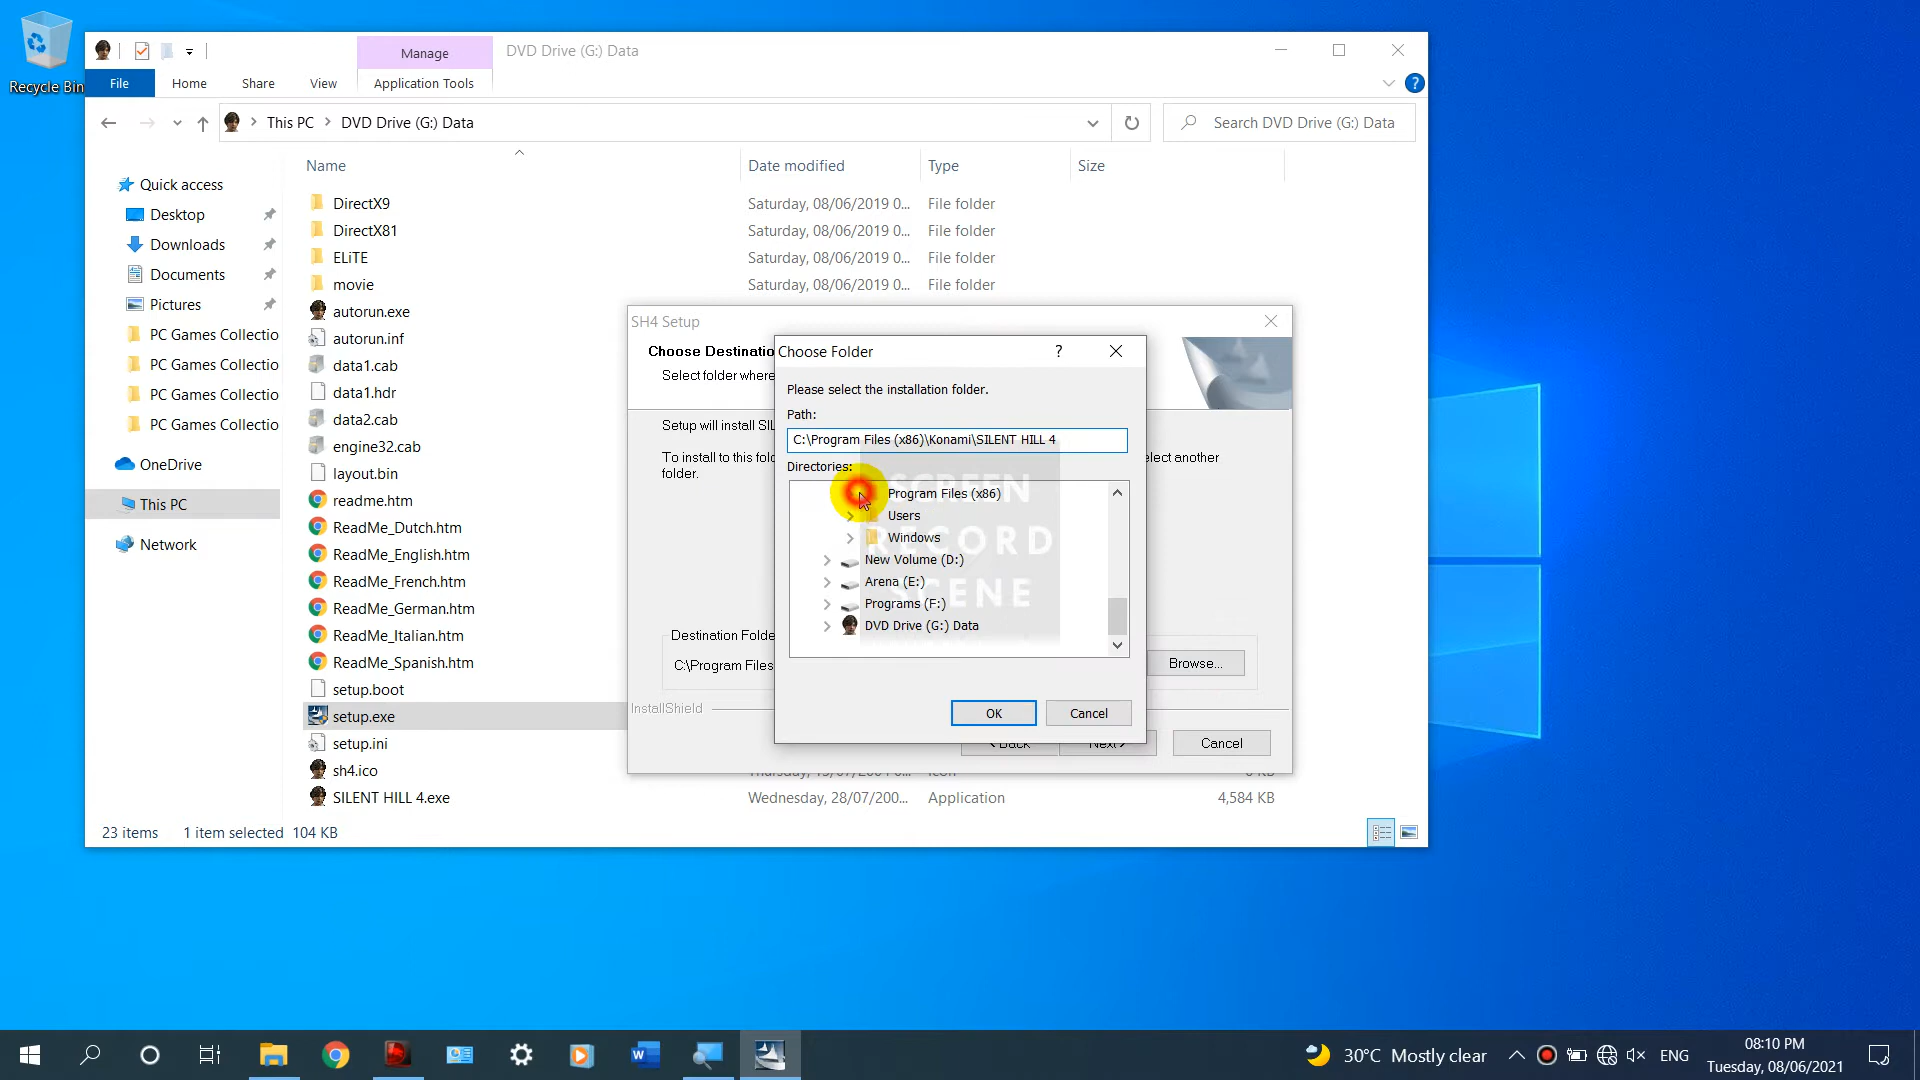 Recycle Bin
Manage
DVD Drive (G:) Data
File
Home
Share
View
Application Tools
This PC
DVD Drive (G:) Data
Search DVD Drive (G:) Data
Name
Date modified
Type
Size
Quick access
Desktop
Downloads
Documents
Pictures
PC Games Collectio
PC Games Collectio
PC Games Collectio
PC Games Collectio
OneDrive
This PC
Network
DirectX9 Saturday, 08/06/2019 0... File folder
DirectX81 Saturday, 08/06/2019 0... File folder
ELiTE Saturday, 08/06/2019 0... File folder
movie Saturday, 08/06/2019 0... File folder
autorun.exe
autorun.inf
data1.cab
data1.hdr
data2.cab
engine32.cab
layout.bin
readme.htm
ReadMe_Dutch.htm
ReadMe_English.htm
ReadMe_French.htm
ReadMe_German.htm
ReadMe_Italian.htm
ReadMe_Spanish.htm
setup.boot
setup.exe
setup.ini
sh4.ico
SILENT HILL 4.exe Wednesday, 28/07/200... Application 4,584 KB
23 items 1 item selected 104 KB
SH4 Setup
Choose Destinatio
Select folder where
Setup will install SIL
To install to this fold
elect another
folder.
Destination Folde
C:\Program Files
Browse...
InstallShield
< Back
Next >
Cancel
Choose Folder
?
Please select the installation folder.
Path:
C:\Program Files (x86)\Konami\SILENT HILL 4
Directories:
Program Files (x86)
Users
Windows
New Volume (D:)
Arena (E:)
Programs (F:)
DVD Drive (G:) Data
OK
Cancel
SCREEN
RECORD
SCENE
30°C Mostly clear
ENG
08:10 PM
Tuesday, 08/06/2021